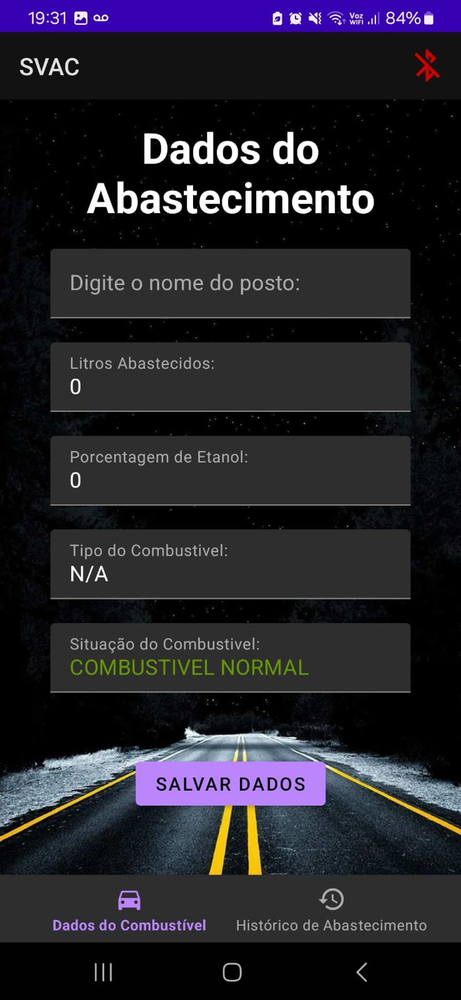 19:31
Voz
WiFi
84%
SVAC
Dados do
Abastecimento
Digite o nome do posto:
Litros Abastecidos:
0
Porcentagem de Etanol:
0
Tipo do Combustivel:
N/A
Situação do Combustivel:
COMBUSTIVEL NORMAL
SALVAR DADOS
Dados do Combustível
Histórico de Abastecimento